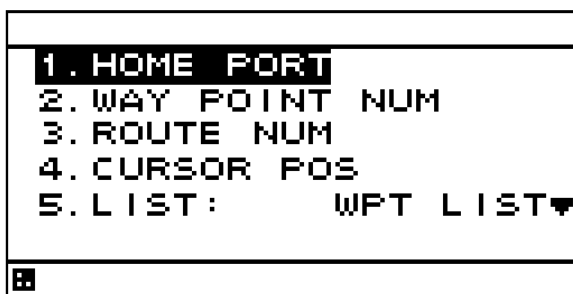 1.HOME PORT
2.WAY POINT NUM
3.ROUTE NUM
4.CURSOR POS
5.LIST: WPT LIST▼